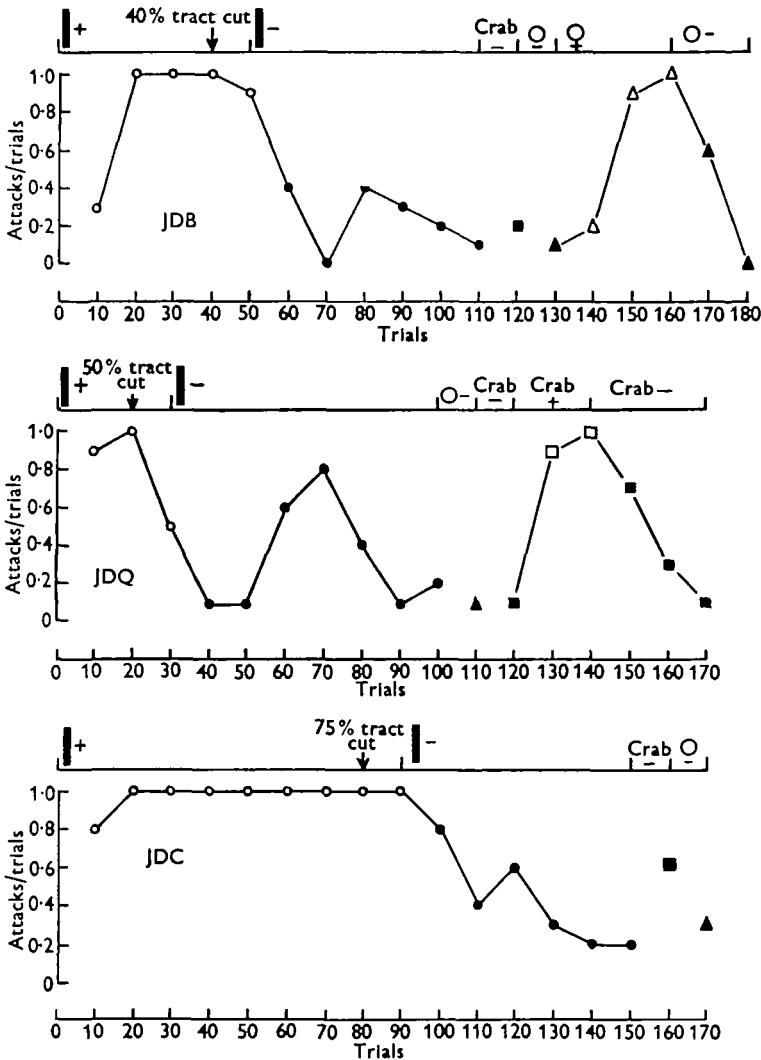 + 40% tract cut − Crab − − + −
1·0
0·8
0·6
0·4
0·2
0
Attacks/trials
JDB
0 10 20 30 40 50 60 70 80 90 100 110 120 130 140 150 160 170 180
Trials
+ 50% tract cut − − Crab − Crab + Crab −
1·0
0·8
0·6
0·4
0·2
0
Attacks/trials
JDQ
0 10 20 30 40 50 60 70 80 90 100 110 120 130 140 150 160 170
Trials
+ 75% tract cut − Crab − −
1·0
0·8
0·6
0·4
0·2
0
Attacks/trials
JDC
0 10 20 30 40 50 60 70 80 90 100 110 120 130 140 150 160 170
Trials